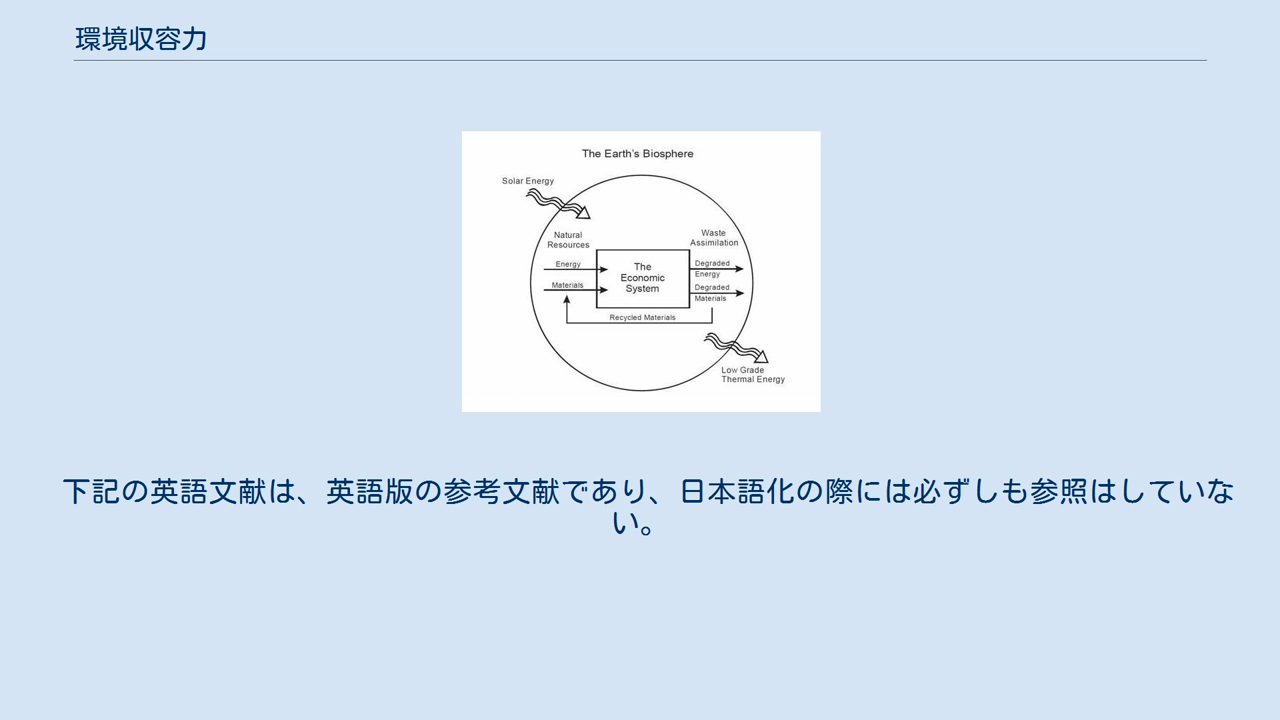 環境収容力
The Earth's Biosphere
Solar Energy
Natural
Resources
Waste
Assimilation
Energy
Materials
The
Economic
System
Degraded
Energy
Degraded
Materials
Recycled Materials
Low Grade
Thermal Energy
下記の英語文献は、英語版の参考文献であり、日本語化の際には必ずしも参照はしていな
い。